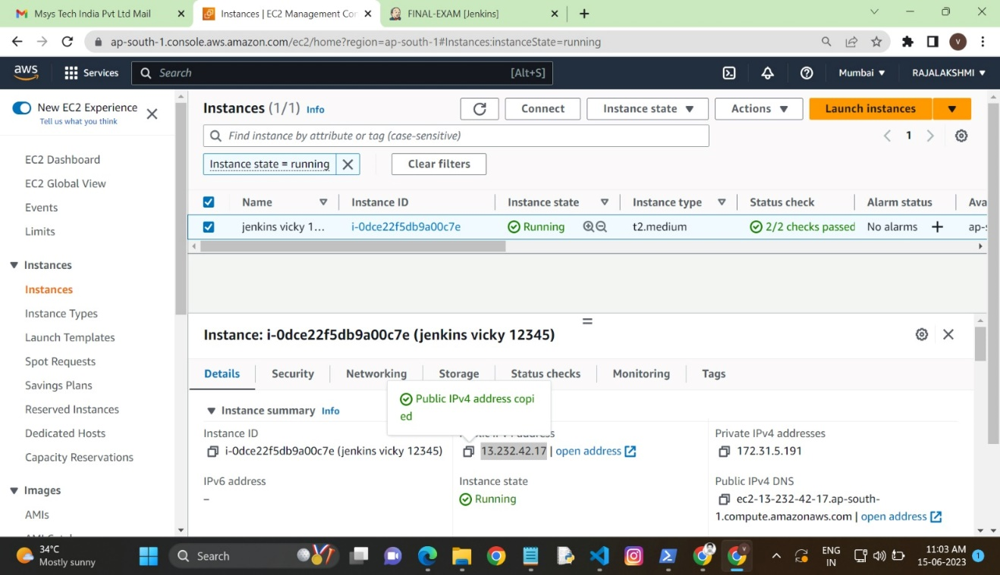 Msys Tech India Pvt Ltd Mail
Instances | EC2 Management Cor
FINAL-EXAM [Jenkins]
ap-south-1.console.aws.amazon.com/ec2/home?region=ap-south-1#Instances:instanceState=running
V
aws
Services
Search
[Alt+S]
Mumbai
RAJALAKSHMI
New EC2 Experience
Tell us what you think
EC2 Dashboard
EC2 Global View
Events
Limits
Instances
Instances
Instance Types
Launch Templates
Spot Requests
Savings Plans
Reserved Instances
Dedicated Hosts
Capacity Reservations
Images
AMIs
Instances (1/1) Info
Connect
Instance state
Actions
Launch instances
Find instance by attribute or tag (case-sensitive)
1
Instance state = running
Clear filters
Name Instance ID Instance state Instance type Status check Alarm status Ava
jenkins vicky 1... i-0dce22f5db9a00c7e Running t2.medium 2/2 checks passed No alarms + ap-s
Instance: i-0dce22f5db9a00c7e (jenkins vicky 12345)
Details Security Networking Storage Status checks Monitoring Tags
Public IPv4 address copi
ed
Instance summary Info
Instance ID
i-0dce22f5db9a00c7e (jenkins vicky 12345)
13.232.42.17 | open address
Private IPv4 addresses
172.31.5.191
IPv6 address
–
Instance state
Running
Public IPv4 DNS
ec2-13-232-42-17.ap-south-
1.compute.amazonaws.com | open address
34°C
Mostly sunny
Search
ENG
IN
11:03 AM
15-06-2023
1